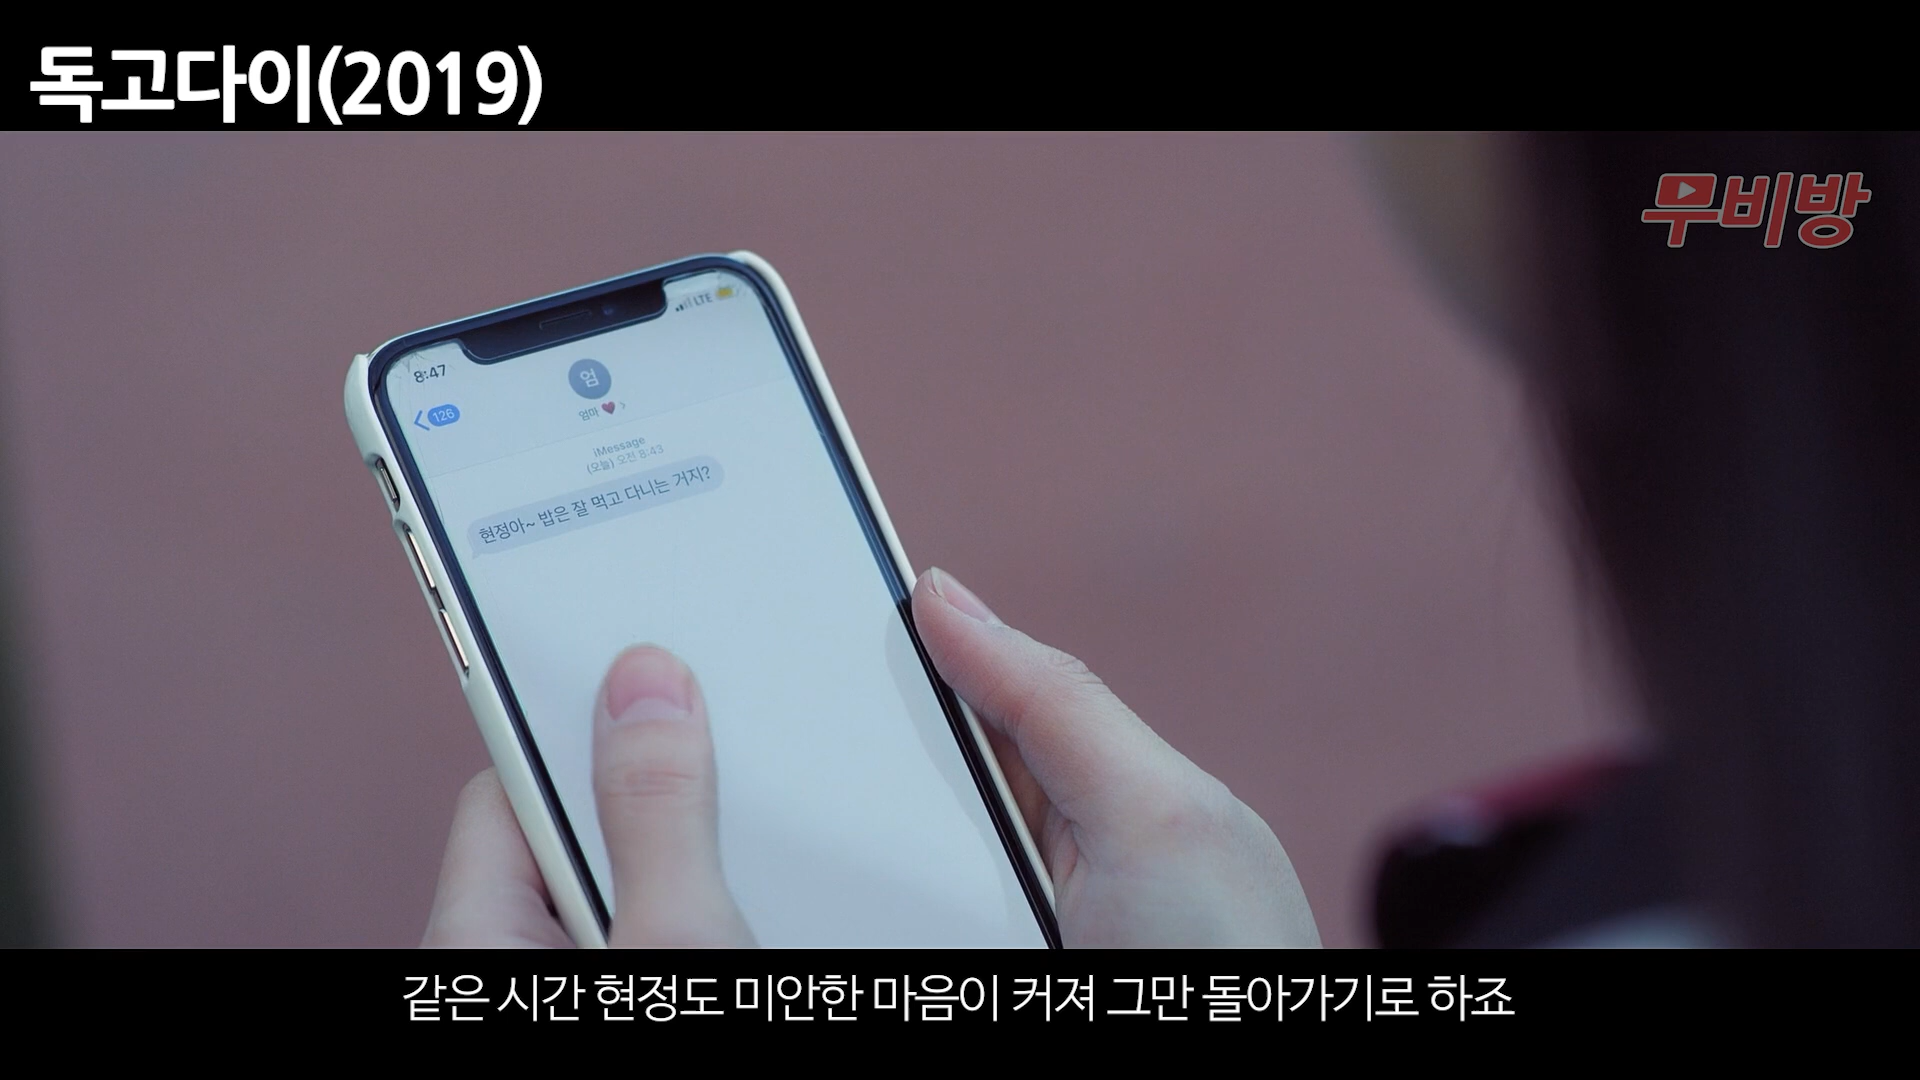 독고다이(2019)
무비방
LTE
8:47
126
엄
엄마 ❤️ >
iMessage
(오늘) 오전 8:43
현정아~ 밥은 잘 먹고 다니는 거지?
같은 시간 현정도 미안한 마음이 커져 그만 돌아가기로 하죠